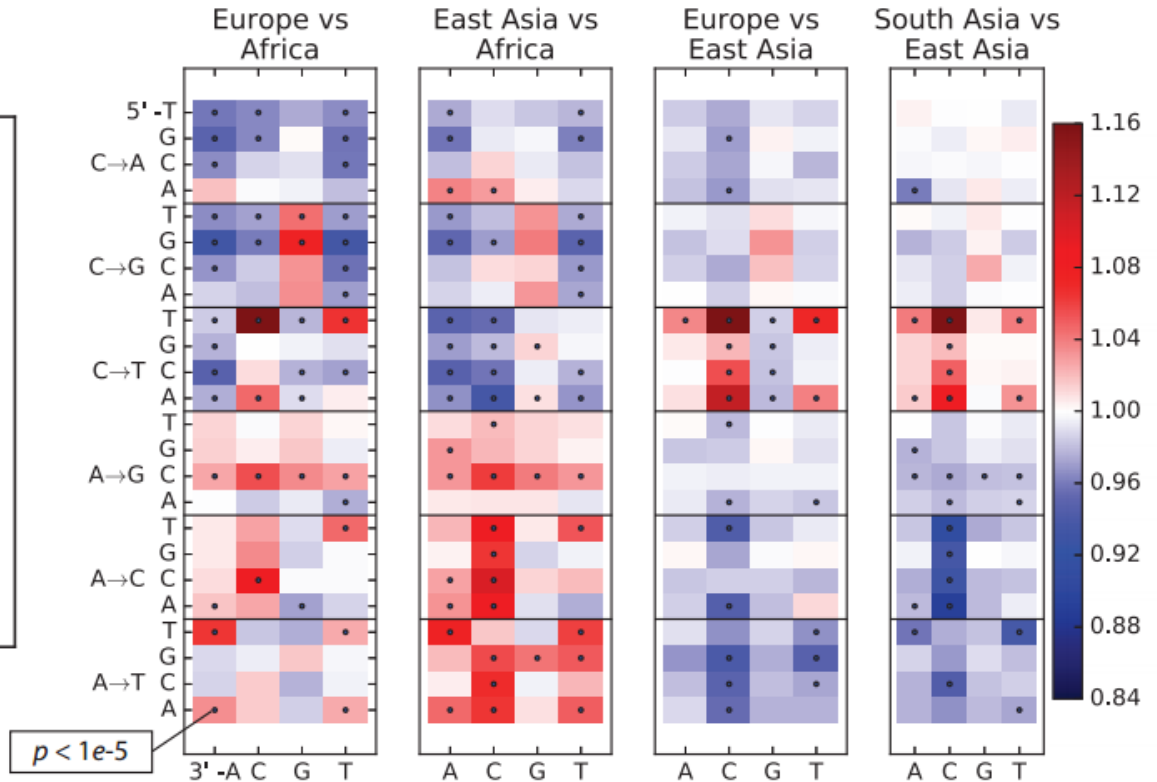 Europe vs
Africa
East Asia vs
Africa
Europe vs
East Asia
South Asia vs
East Asia
5' -T
G
C→A C
A
T
G
C→G C
A
T
G
C→T C
A
T
G
A→G C
A
T
G
A→C C
A
T
G
A→T C
A
p < 1e-5
3' -A C G T
A C G T
A C G T
A C G T
1.16
1.12
1.08
1.04
1.00
0.96
0.92
0.88
0.84